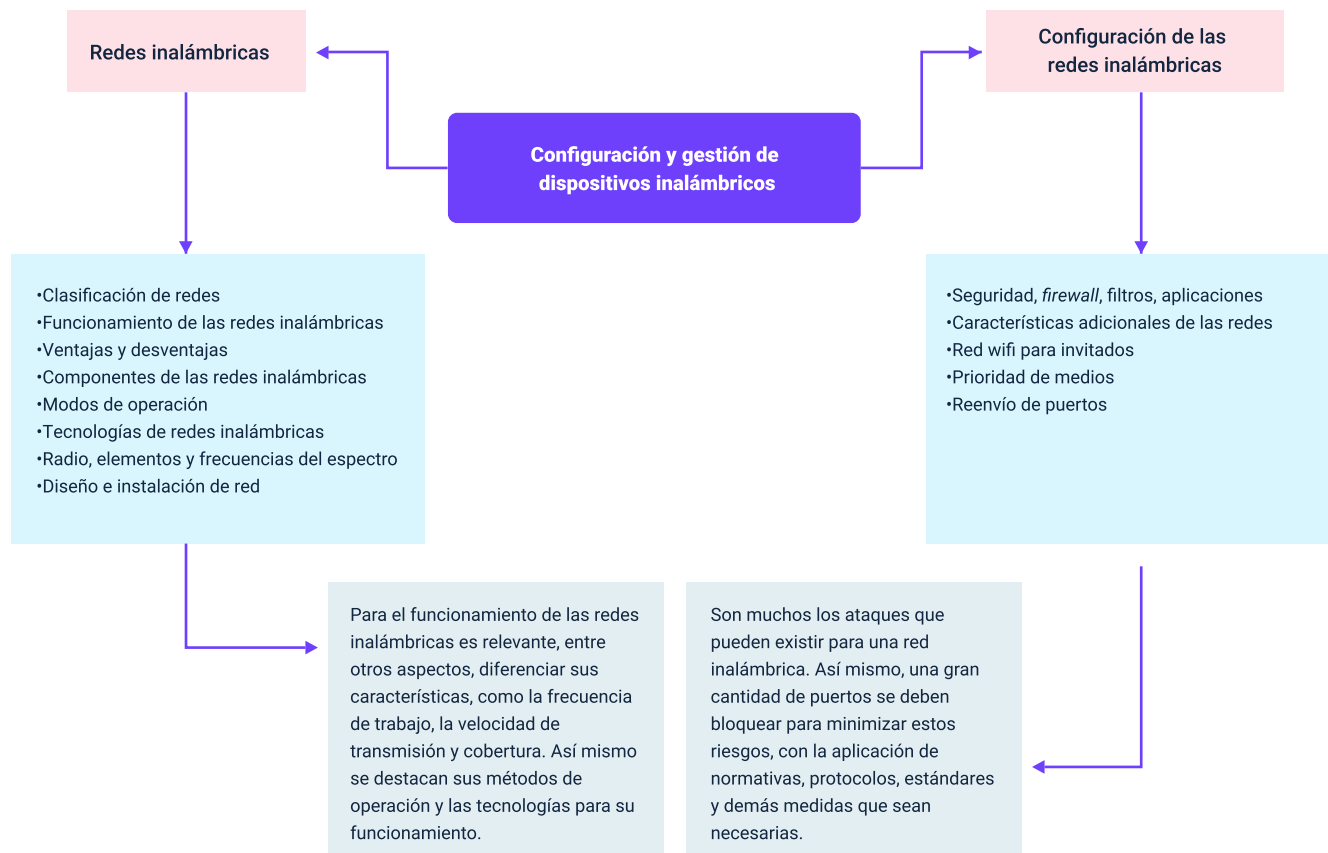 Redes inalámbricas
Configuración de las
redes inalámbricas
Configuración y gestión de
dispositivos inalámbricos
•Clasificación de redes
•Funcionamiento de las redes inalámbricas
•Ventajas y desventajas
•Componentes de las redes inalámbricas
•Modos de operación
•Tecnologías de redes inalámbricas
•Radio, elementos y frecuencias del espectro
•Diseño e instalación de red
•Seguridad, firewall, filtros, aplicaciones
•Características adicionales de las redes
•Red wifi para invitados
•Prioridad de medios
•Reenvío de puertos
Para el funcionamiento de las redes
inalámbricas es relevante, entre
otros aspectos, diferenciar sus
características, como la frecuencia
de trabajo, la velocidad de
transmisión y cobertura. Así mismo
se destacan sus métodos de
operación y las tecnologías para su
funcionamiento.
Son muchos los ataques que
pueden existir para una red
inalámbrica. Así mismo, una gran
cantidad de puertos se deben
bloquear para minimizar estos
riesgos, con la aplicación de
normativas, protocolos, estándares
y demás medidas que sean
necesarias.